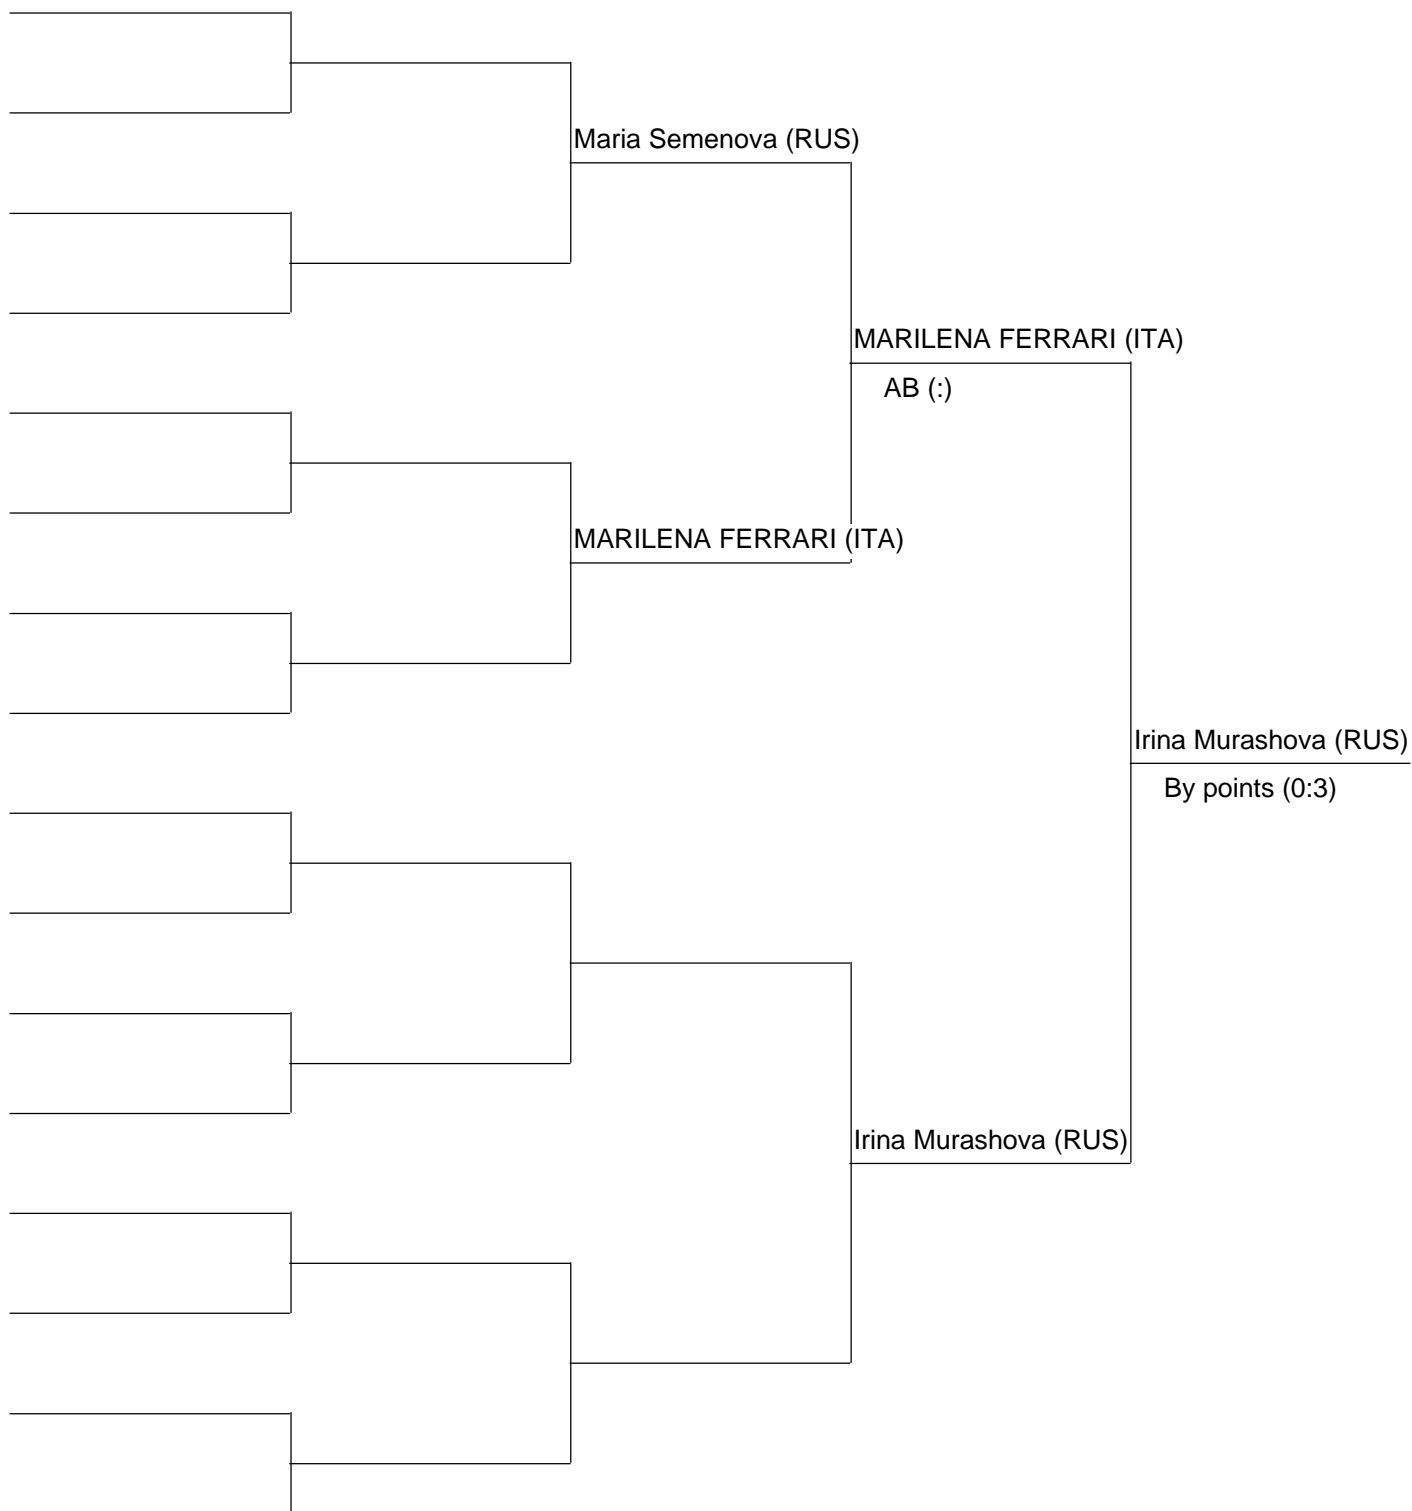 Maria Semenova (RUS)
MARILENA FERRARI (ITA)
AB (:)
MARILENA FERRARI (ITA)
Irina Murashova (RUS)
By points (0:3)
Irina Murashova (RUS)